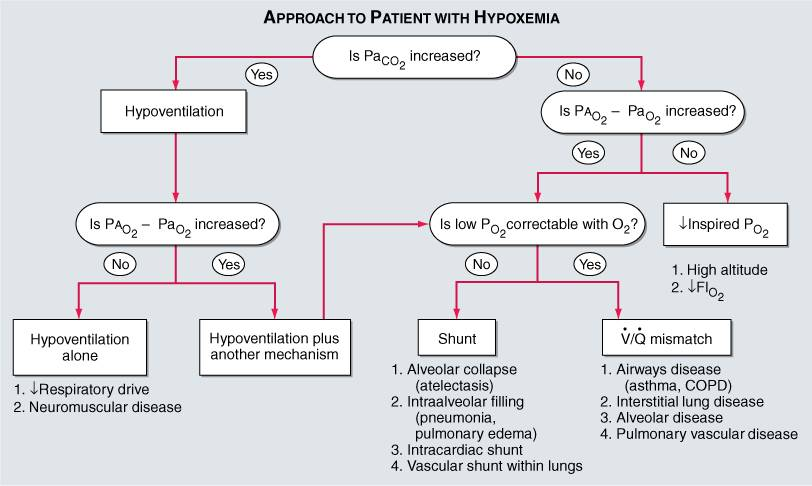 APPROACH TO PATIENT WITH HYPOXEMIA
Is PaCO2 increased?
Yes
No
Hypoventilation
Is PAO2 – PaO2 increased?
Yes
No
Is PAO2 – PaO2 increased?
Is low PO2correctable with O2?
↓Inspired PO2
1. High altitude
2. ↓FIO2
No
Yes
No
Yes
Hypoventilation
alone
1. ↓Respiratory drive
2. Neuromuscular disease
Hypoventilation plus
another mechanism
Shunt
1. Alveolar collapse
(atelectasis)
2. Intraalveolar filling
(pneumonia,
pulmonary edema)
3. Intracardiac shunt
4. Vascular shunt within lungs
V̇/Q̇ mismatch
1. Airways disease
(asthma, COPD)
2. Interstitial lung disease
3. Alveolar disease
4. Pulmonary vascular disease